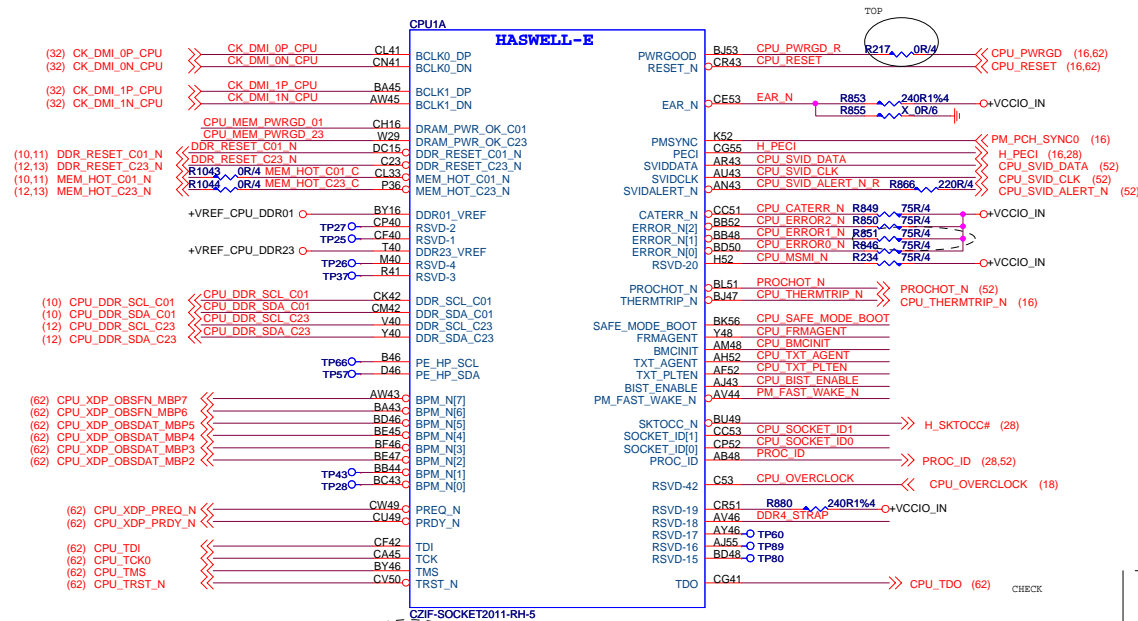 TOP
CPU1A
HASWELL-E
(32) CK_DMI_0P_CPU CK_DMI_0P_CPU CL41 BCLK0_DP
(32) CK_DMI_0N_CPU CK_DMI_0N_CPU CN41 BCLK0_DN
(32) CK_DMI_1P_CPU CK_DMI_1P_CPU BA45 BCLK1_DP
(32) CK_DMI_1N_CPU CK_DMI_1N_CPU AW45 BCLK1_DN
CPU_MEM_PWRGD_01 CH16 DRAM_PWR_OK_C01
CPU_MEM_PWRGD_23 W29 DRAM_PWR_OK_C23
(10,11) DDR_RESET_C01_N DDR_RESET_C01_N DC15 DDR_RESET_C01_N
(12,13) DDR_RESET_C23_N DDR_RESET_C23_N C23 DDR_RESET_C23_N
(10,11) MEM_HOT_C01_N R1043 0R/4 MEM_HOT_C01_C CL33 MEM_HOT_C01_N
(12,13) MEM_HOT_C23_N R1044 0R/4 MEM_HOT_C23_C P36 MEM_HOT_C23_N
+VREF_CPU_DDR01 BY16 DDR01_VREF
TP27 CP40 RSVD-2
TP25 CF40 RSVD-1
+VREF_CPU_DDR23 T40 DDR23_VREF
TP26 M40 RSVD-4
TP37 R41 RSVD-3
(10) CPU_DDR_SCL_C01 CPU_DDR_SCL_C01 CK42 DDR_SCL_C01
(10) CPU_DDR_SDA_C01 CPU_DDR_SDA_C01 CM42 DDR_SDA_C01
(12) CPU_DDR_SCL_C23 CPU_DDR_SCL_C23 V40 DDR_SCL_C23
(12) CPU_DDR_SDA_C23 CPU_DDR_SDA_C23 Y40 DDR_SDA_C23
TP66 B46 PE_HP_SCL
TP57 D46 PE_HP_SDA
(62) CPU_XDP_OBSFN_MBP7 AW43 BPM_N[7]
(62) CPU_XDP_OBSFN_MBP6 BA43 BPM_N[6]
(62) CPU_XDP_OBSDAT_MBP5 BD46 BPM_N[5]
(62) CPU_XDP_OBSDAT_MBP4 BE45 BPM_N[4]
(62) CPU_XDP_OBSDAT_MBP3 BF46 BPM_N[3]
(62) CPU_XDP_OBSDAT_MBP2 BE47 BPM_N[2]
TP43 BB44 BPM_N[1]
TP28 BC43 BPM_N[0]
(62) CPU_XDP_PREQ_N CW49 PREQ_N
(62) CPU_XDP_PRDY_N CU49 PRDY_N
(62) CPU_TDI CF42 TDI
(62) CPU_TCK0 CA45 TCK
(62) CPU_TMS BY46 TMS
(62) CPU_TRST_N CV50 TRST_N
PWRGOOD BJ53 CPU_PWRGD_R R217 0R/4 CPU_PWRGD (16,62)
RESET_N CR43 CPU_RESET CPU_RESET (16,62)
EAR_N CE53 EAR_N R853 240R1%4 +VCCIO_IN
R855 X_0R/6
PMSYNC K52 PM_PCH_SYNC0 (16)
PECI CG55 H_PECI H_PECI (16,28)
SVIDDATA AR43 CPU_SVID_DATA CPU_SVID_DATA (52)
SVIDCLK AU43 CPU_SVID_CLK CPU_SVID_CLK (52)
SVIDALERT_N AN43 CPU_SVID_ALERT_N_R R866 220R/4 CPU_SVID_ALERT_N (52)
CATERR_N CC51 CPU_CATERR_N R849 75R/4 +VCCIO_IN
ERROR_N[2] BB52 CPU_ERROR2_N R850 75R/4
ERROR_N[1] BB48 CPU_ERROR1_N R851 75R/4
ERROR_N[0] BD50 CPU_ERROR0_N R846 75R/4
RSVD-20 H52 CPU_MSMI_N R234 75R/4 +VCCIO_IN
PROCHOT_N BL51 PROCHOT_N PROCHOT_N (52)
THERMTRIP_N BJ47 CPU_THERMTRIP_N CPU_THERMTRIP_N (16)
SAFE_MODE_BOOT BK56 CPU_SAFE_MODE_BOOT
FRMAGENT Y48 CPU_FRMAGENT
BMCINIT AM48 CPU_BMCINIT
TXT_AGENT AH52 CPU_TXT_AGENT
TXT_PLTEN AF52 CPU_TXT_PLTEN
BIST_ENABLE AJ43 CPU_BIST_ENABLE
PM_FAST_WAKE_N AV44 PM_FAST_WAKE_N
SKTOCC_N BU49 H_SKTOCC# (28)
SOCKET_ID[1] CC53 CPU_SOCKET_ID1
SOCKET_ID[0] CP52 CPU_SOCKET_ID0
PROC_ID AB48 PROC_ID PROC_ID (28,52)
RSVD-42 C53 CPU_OVERCLOCK CPU_OVERCLOCK (18)
RSVD-19 CR51 R880 240R1%4 +VCCIO_IN
RSVD-18 AV46 DDR4_STRAP
RSVD-17 AY46 TP60
RSVD-16 AJ55 TP89
RSVD-15 BD48 TP80
TDO CG41 CPU_TDO (62)
CHECK
CZIF-SOCKET2011-RH-5